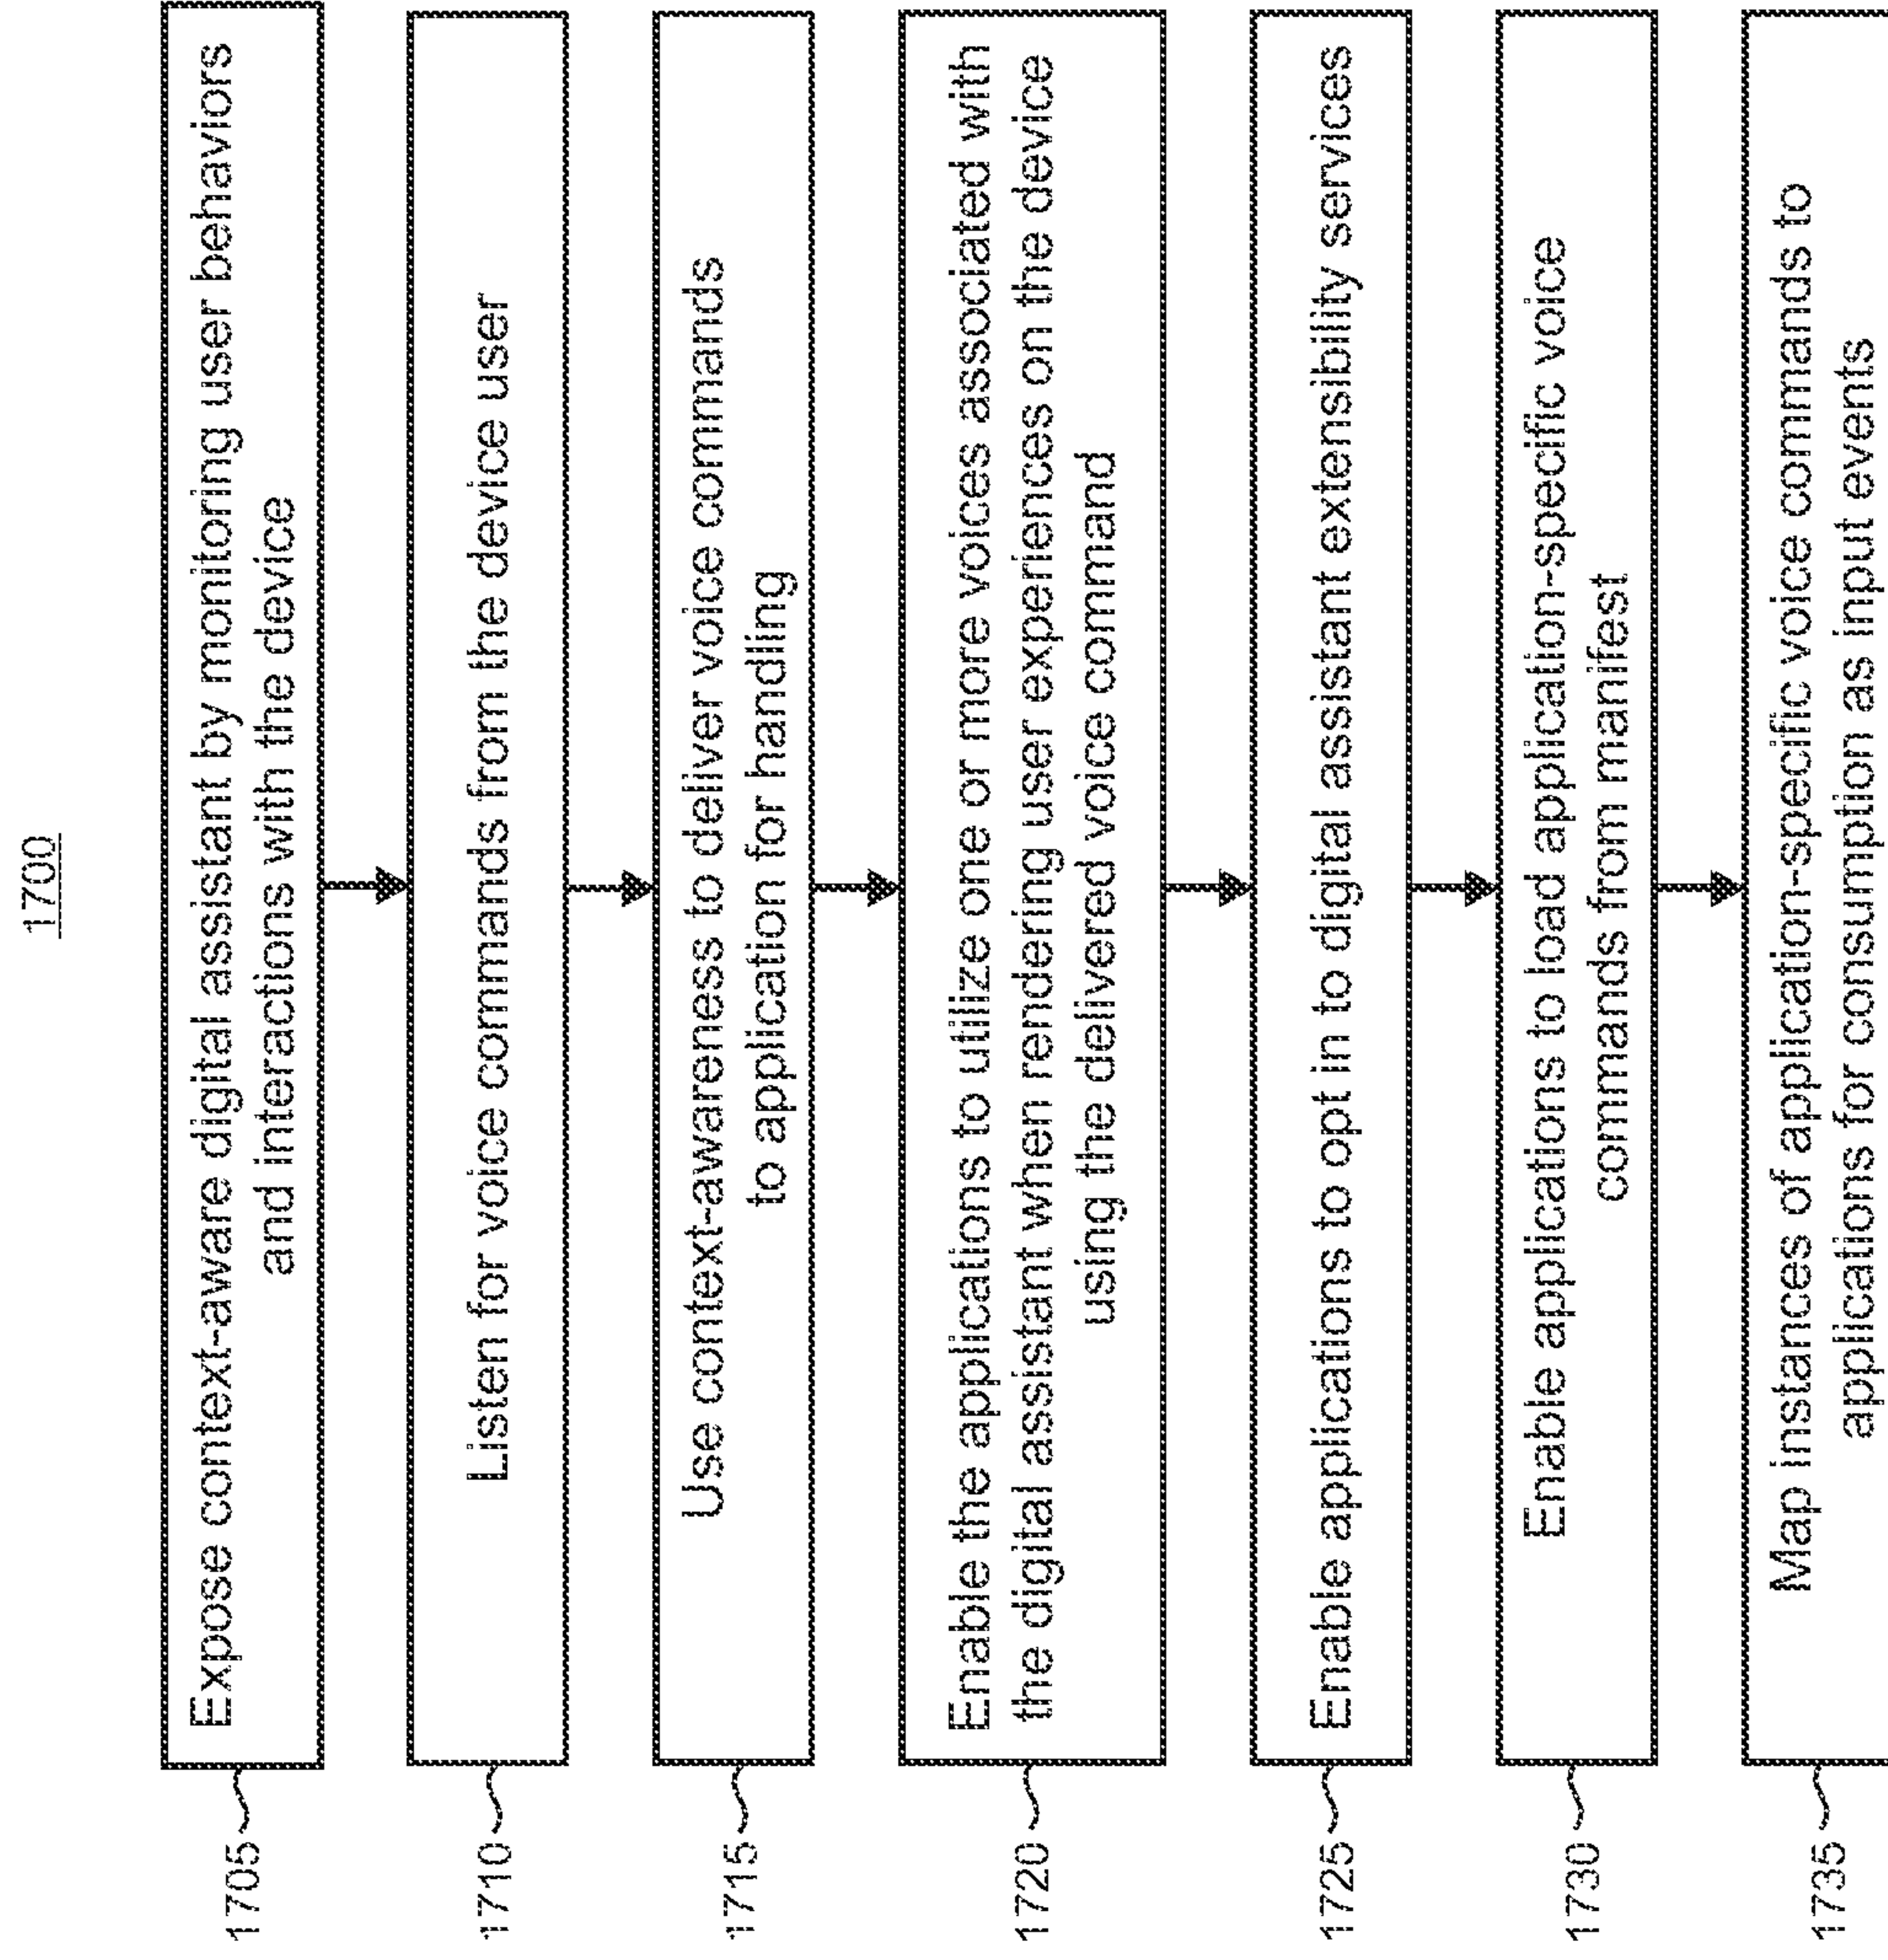 1700
1705
Expose context-aware digital assistant by monitoring user behaviors
and interactions with the device
1710
Listen for voice commands from the device user
1715
Use context-awareness to deliver voice commands
to application for handling
1720
Enable the applications to utilize one or more voices associated with
the digital assistant when rendering user experiences on the device
using the delivered voice command
1725
Enable applications to opt in to digital assistant extensibility services
1730
Enable applications to load application-specific voice
commands from manifest
1735
Map instances of application-specific voice commands to
applications for consumption as input events